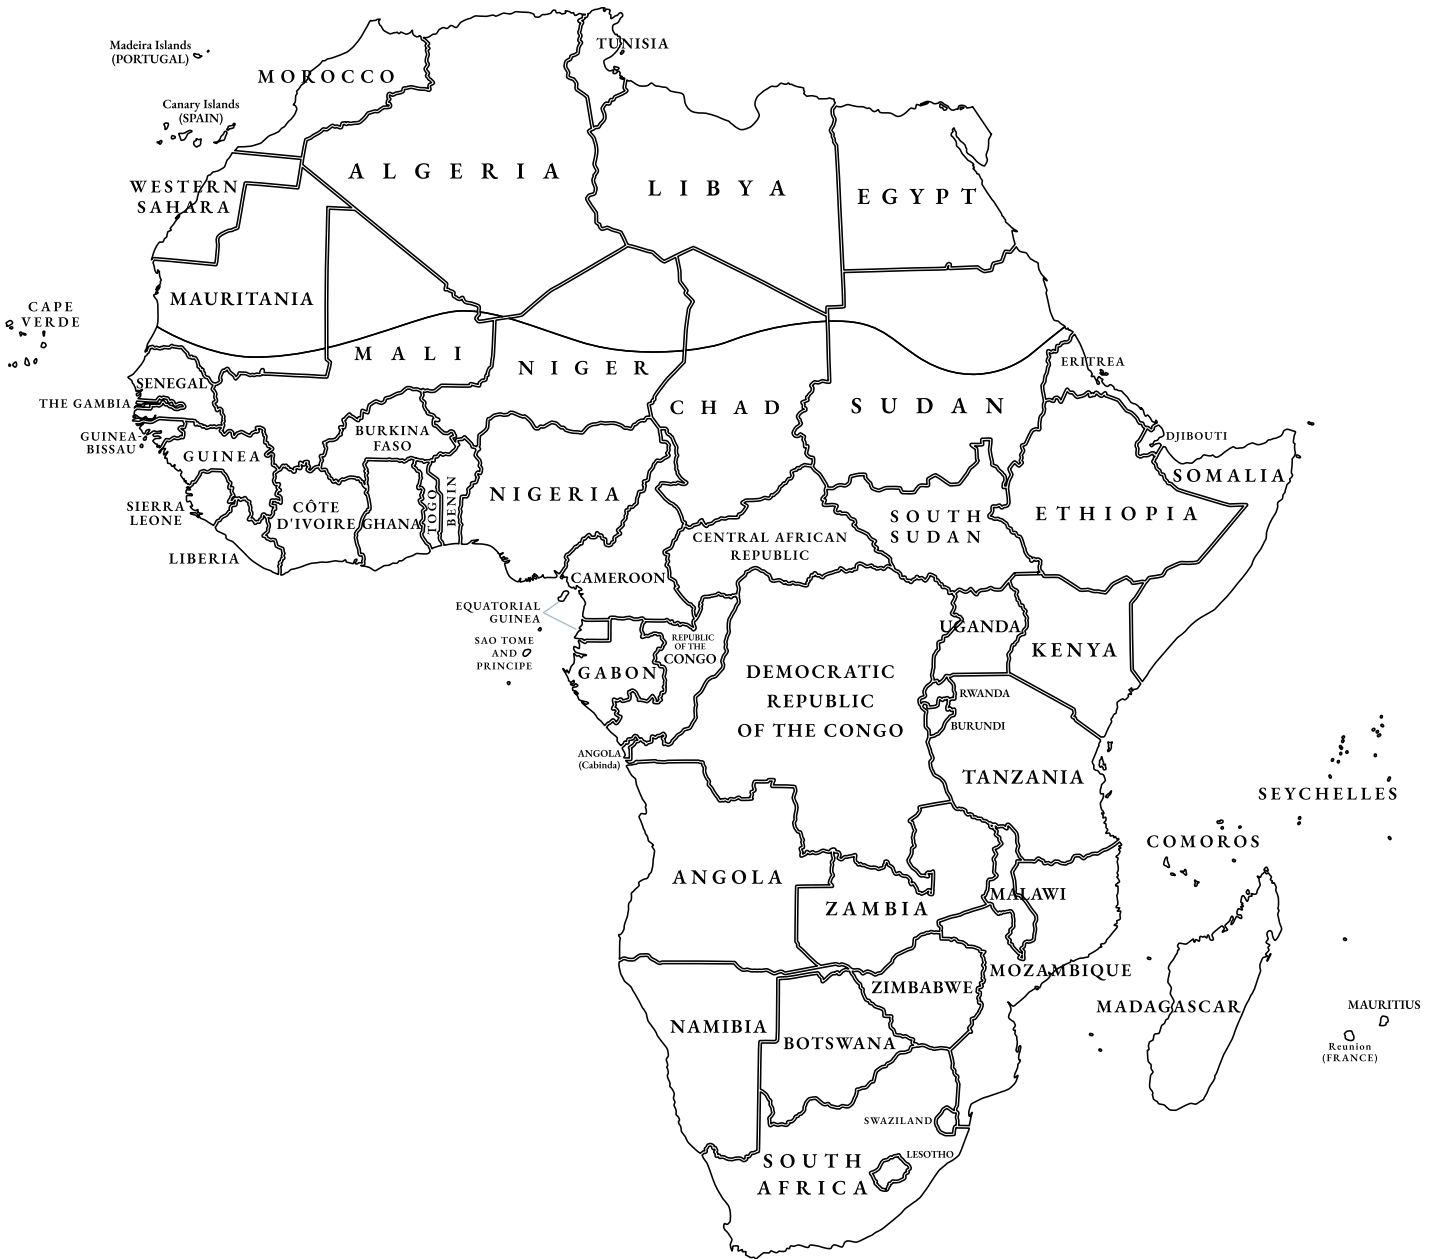 TUNISIA
Madeira Islands
(PORTUGAL)
MOROCCO
Canary Islands
(SPAIN)
ALGERIA
LIBYA
EGYPT
WESTERN
SAHARA
MAURITANIA
CAPE
VERDE
MALI
NIGER
CHAD
SUDAN
ERITREA
SENEGAL
THE GAMBIA
GUINEA-
BISSAU
GUINEA
BURKINA
FASO
DJIBOUTI
SOMALIA
NIGERIA
BENIN
TOGO
SIERRA
LEONE
CÔTE
D'IVOIRE
GHANA
LIBERIA
SOUTH
SUDAN
ETHIOPIA
CENTRAL AFRICAN
REPUBLIC
CAMEROON
EQUATORIAL
GUINEA
SAO TOME
AND
PRINCIPE
GABON
REPUBLIC
OF THE
CONGO
UGANDA
KENYA
DEMOCRATIC
REPUBLIC
OF THE CONGO
RWANDA
BURUNDI
ANGOLA
(Cabinda)
TANZANIA
SEYCHELLES
COMOROS
ANGOLA
ZAMBIA
MALAWI
MOZAMBIQUE
ZIMBABWE
MADAGASCAR
MAURITIUS
Reunion
(FRANCE)
NAMIBIA
BOTSWANA
SWAZILAND
LESOTHO
SOUTH
AFRICA